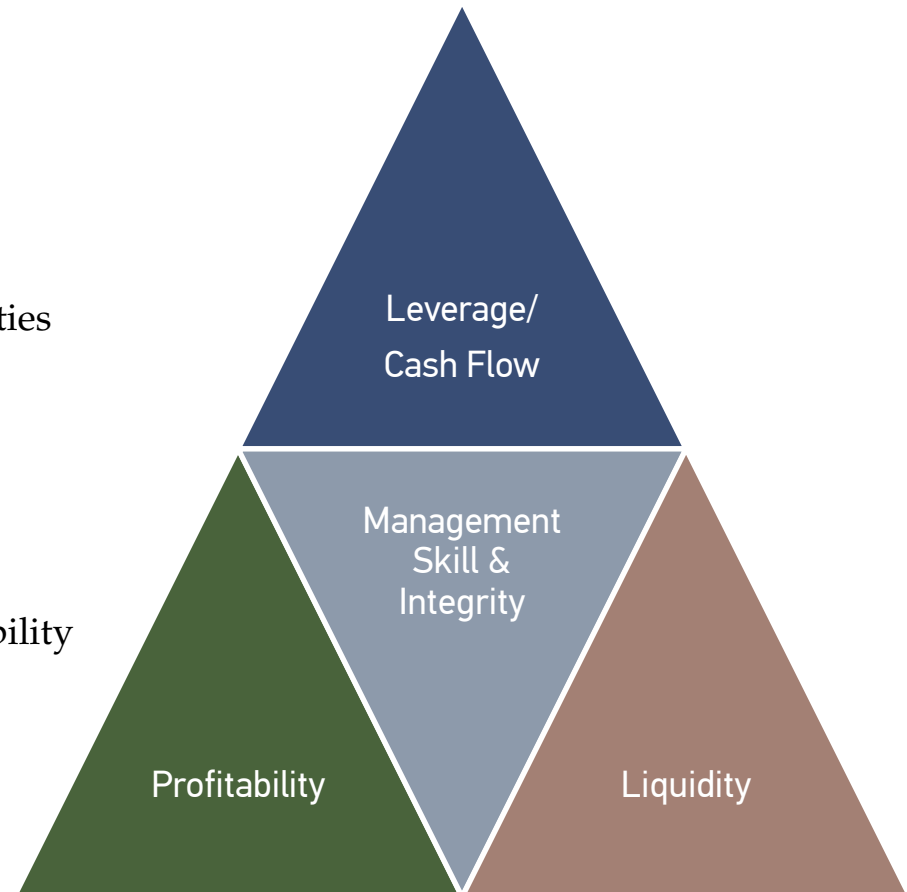 Leverage/
ties
Cash Flow
Management
Skill &
Integrity
bility
Profitability
Liquidity